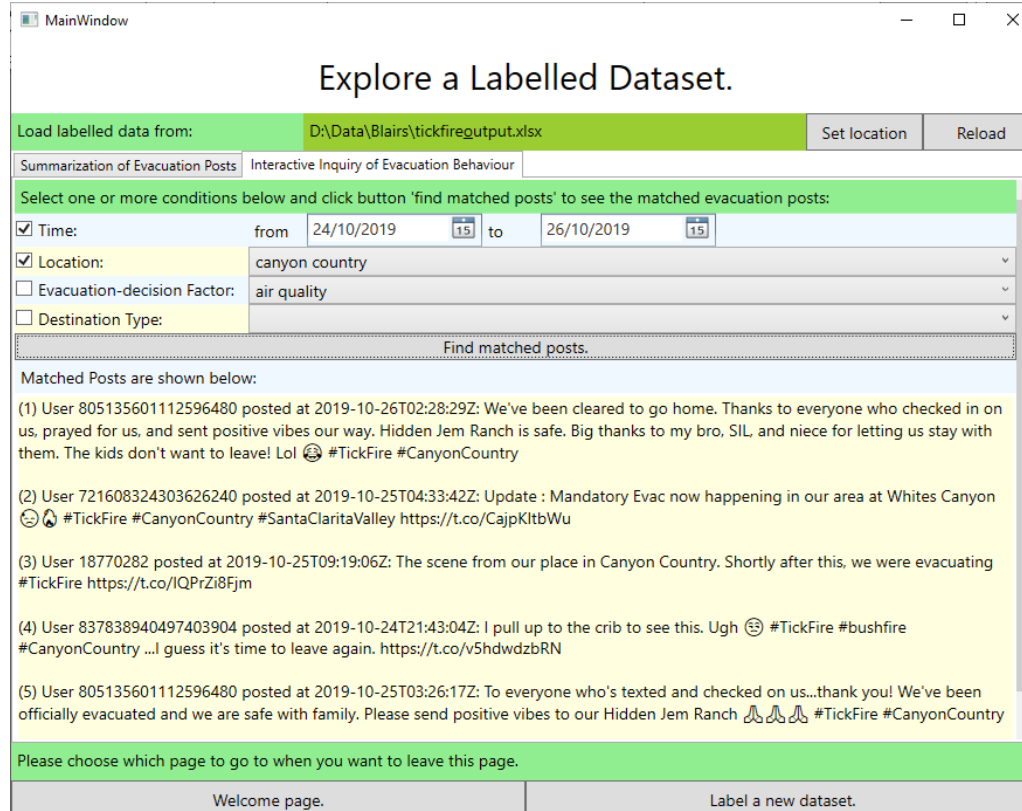 MainWindow
Explore a Labelled Dataset.
Load labelled data from: D:\Data\Blairs\tickfireoutput.xlsx Set location Reload
Summarization of Evacuation Posts Interactive Inquiry of Evacuation Behaviour
Select one or more conditions below and click button 'find matched posts' to see the matched evacuation posts:
Time: from 24/10/2019 15 to 26/10/2019 15
Location: canyon country
Evacuation-decision Factor: air quality
Destination Type:
Find matched posts.
Matched Posts are shown below:
(1) User 805135601112596480 posted at 2019-10-26T02:28:29Z: We've been cleared to go home. Thanks to everyone who checked in on
us, prayed for us, and sent positive vibes our way. Hidden Jem Ranch is safe. Big thanks to my bro, SIL, and niece for letting us stay with
them. The kids don't want to leave! Lol 😂 #TickFire #CanyonCountry
(2) User 721608324303626240 posted at 2019-10-25T04:33:42Z: Update : Mandatory Evac now happening in our area at Whites Canyon
😔🔥 #TickFire #CanyonCountry #SantaClaritaValley https://t.co/CajpKltbWu
(3) User 18770282 posted at 2019-10-25T09:19:06Z: The scene from our place in Canyon Country. Shortly after this, we were evacuating
#TickFire https://t.co/lQPrZi8Fjm
(4) User 837838940497403904 posted at 2019-10-24T21:43:04Z: I pull up to the crib to see this. Ugh 😒 #TickFire #bushfire
#CanyonCountry ...I guess it's time to leave again. https://t.co/v5hdwdzbRN
(5) User 805135601112596480 posted at 2019-10-25T03:26:17Z: To everyone who's texted and checked on us...thank you! We've been
officially evacuated and we are safe with family. Please send positive vibes to our Hidden Jem Ranch 🙏🙏🙏 #TickFire #CanyonCountry
Please choose which page to go to when you want to leave this page.
Welcome page. Label a new dataset.